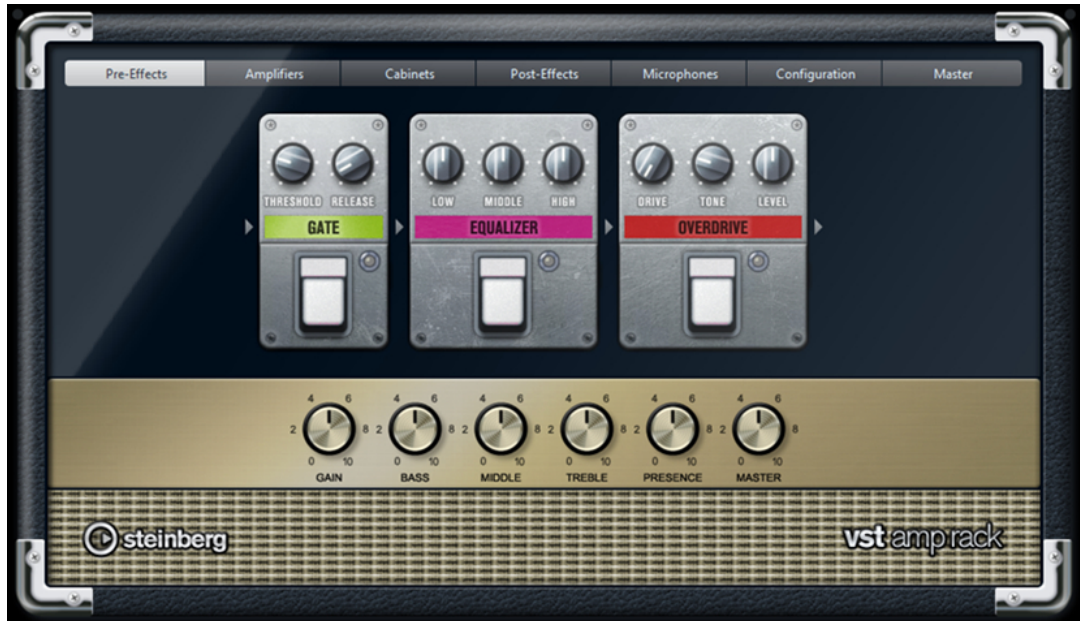 Pre-Effects Amplifiers Cabinets Post-Effects Microphones Configuration Master
THRESHOLD RELEASE LOW MIDDLE HIGH DRIVE TONE LEVEL
GATE EQUALIZER OVERDRIVE
4 6 4 6 4 6 4 6 4 6 4 6
2 8 2 8 2 8 2 8 2 8 2 8
0 10 0 10 0 10 0 10 0 10 0 10
GAIN BASS MIDDLE TREBLE PRESENCE MASTER
steinberg vst amp rack